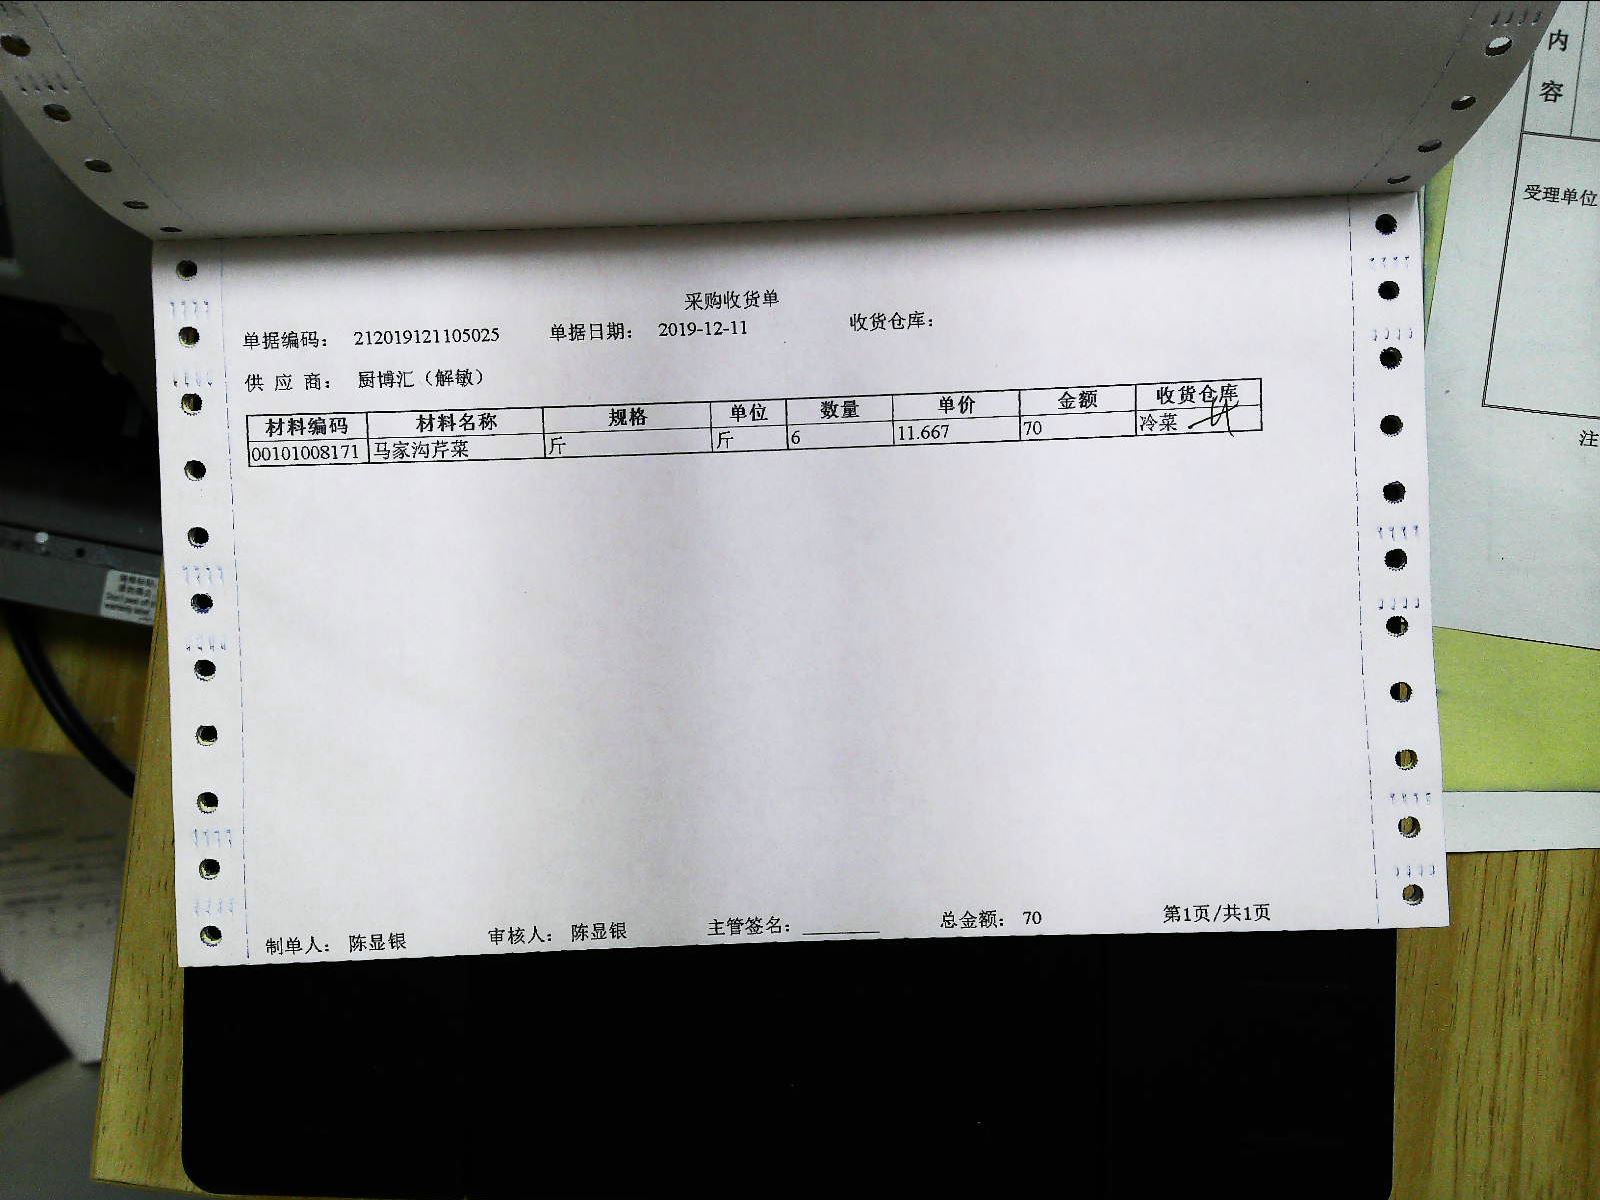 采购收货单
单据编码： 212019121105025 单据日期： 2019-12-11 收货仓库：
供 应 商： 厨博汇（解敏）
材料编码 材料名称 规格 单位 数量 单价 金额 收货仓库
00101008171 马家沟芹菜 斤 斤 6 11.667 70 冷菜
制单人： 陈显银 审核人： 陈显银 主管签名： 总金额： 70 第1页/共1页
内
容
受理单位
注